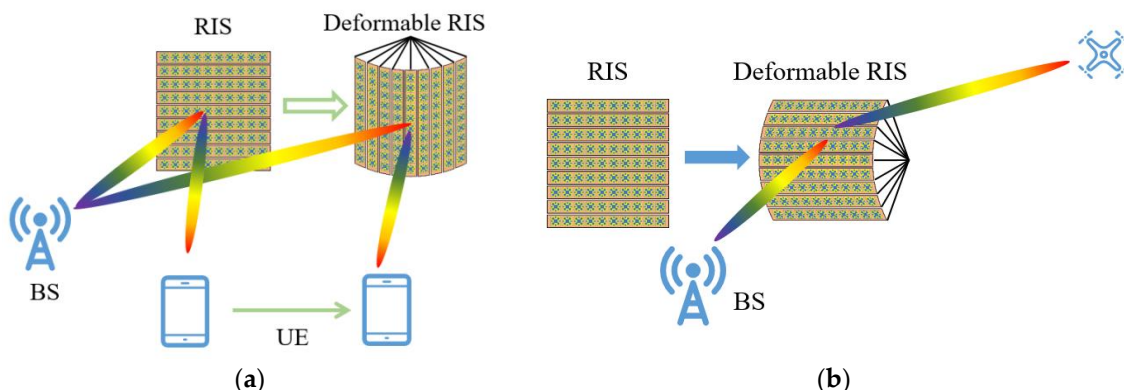 RIS
Deformable RIS
BS
UE
(a)
RIS
Deformable RIS
BS
(b)